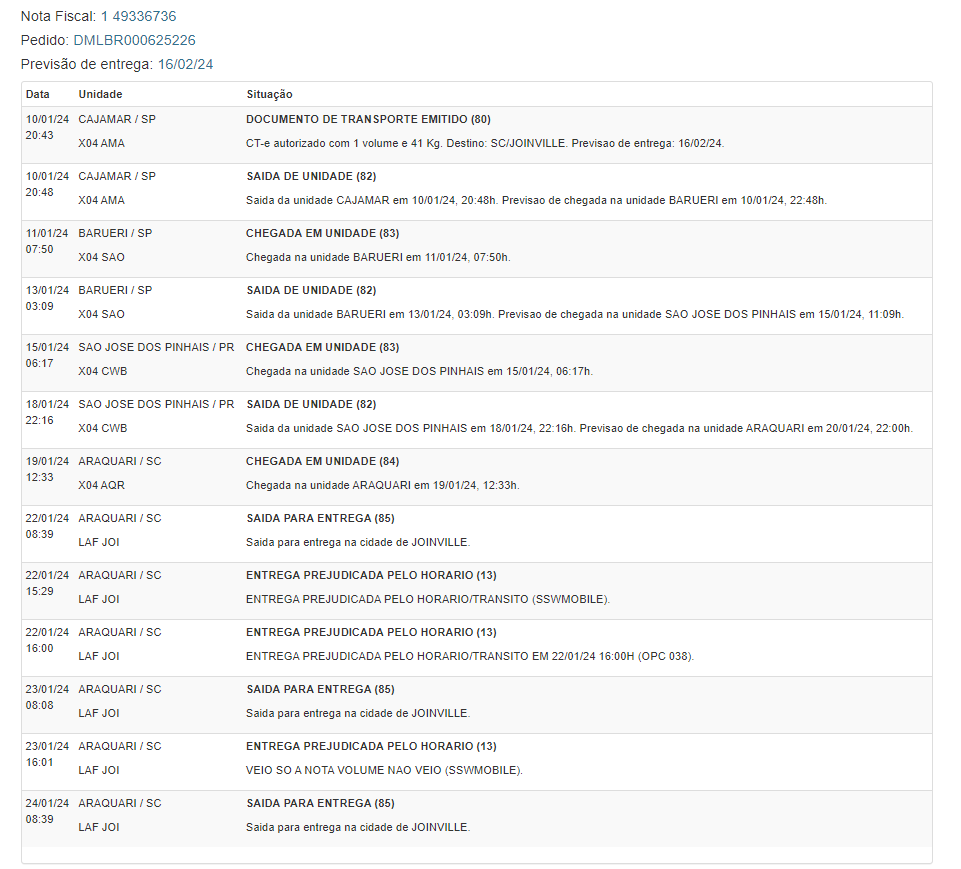 Nota Fiscal: 1 49336736
Pedido: DMLBR000625226
Previsão de entrega: 16/02/24
Data Unidade Situação
10/01/24 CAJAMAR / SP DOCUMENTO DE TRANSPORTE EMITIDO (80)
20:43
X04 AMA CT-e autorizado com 1 volume e 41 Kg. Destino: SC/JOINVILLE. Previsao de entrega: 16/02/24.
10/01/24 CAJAMAR / SP SAIDA DE UNIDADE (82)
20:48
X04 AMA Saida da unidade CAJAMAR em 10/01/24, 20:48h. Previsao de chegada na unidade BARUERI em 10/01/24, 22:48h.
11/01/24 BARUERI / SP CHEGADA EM UNIDADE (83)
07:50
X04 SAO Chegada na unidade BARUERI em 11/01/24, 07:50h.
13/01/24 BARUERI / SP SAIDA DE UNIDADE (82)
03:09
X04 SAO Saida da unidade BARUERI em 13/01/24, 03:09h. Previsao de chegada na unidade SAO JOSE DOS PINHAIS em 15/01/24, 11:09h.
15/01/24 SAO JOSE DOS PINHAIS / PR CHEGADA EM UNIDADE (83)
06:17
X04 CWB Chegada na unidade SAO JOSE DOS PINHAIS em 15/01/24, 06:17h.
18/01/24 SAO JOSE DOS PINHAIS / PR SAIDA DE UNIDADE (82)
22:16
X04 CWB Saida da unidade SAO JOSE DOS PINHAIS em 18/01/24, 22:16h. Previsao de chegada na unidade ARAQUARI em 20/01/24, 22:00h.
19/01/24 ARAQUARI / SC CHEGADA EM UNIDADE (84)
12:33
X04 AQR Chegada na unidade ARAQUARI em 19/01/24, 12:33h.
22/01/24 ARAQUARI / SC SAIDA PARA ENTREGA (85)
08:39
LAF JOI Saida para entrega na cidade de JOINVILLE.
22/01/24 ARAQUARI / SC ENTREGA PREJUDICADA PELO HORARIO (13)
15:29
LAF JOI ENTREGA PREJUDICADA PELO HORARIO/TRANSITO (SSWMOBILE).
22/01/24 ARAQUARI / SC ENTREGA PREJUDICADA PELO HORARIO (13)
16:00
LAF JOI ENTREGA PREJUDICADA PELO HORARIO/TRANSITO EM 22/01/24 16:00H (OPC 038).
23/01/24 ARAQUARI / SC SAIDA PARA ENTREGA (85)
08:08
LAF JOI Saida para entrega na cidade de JOINVILLE.
23/01/24 ARAQUARI / SC ENTREGA PREJUDICADA PELO HORARIO (13)
16:01
LAF JOI VEIO SO A NOTA VOLUME NAO VEIO (SSWMOBILE).
24/01/24 ARAQUARI / SC SAIDA PARA ENTREGA (85)
08:39
LAF JOI Saida para entrega na cidade de JOINVILLE.